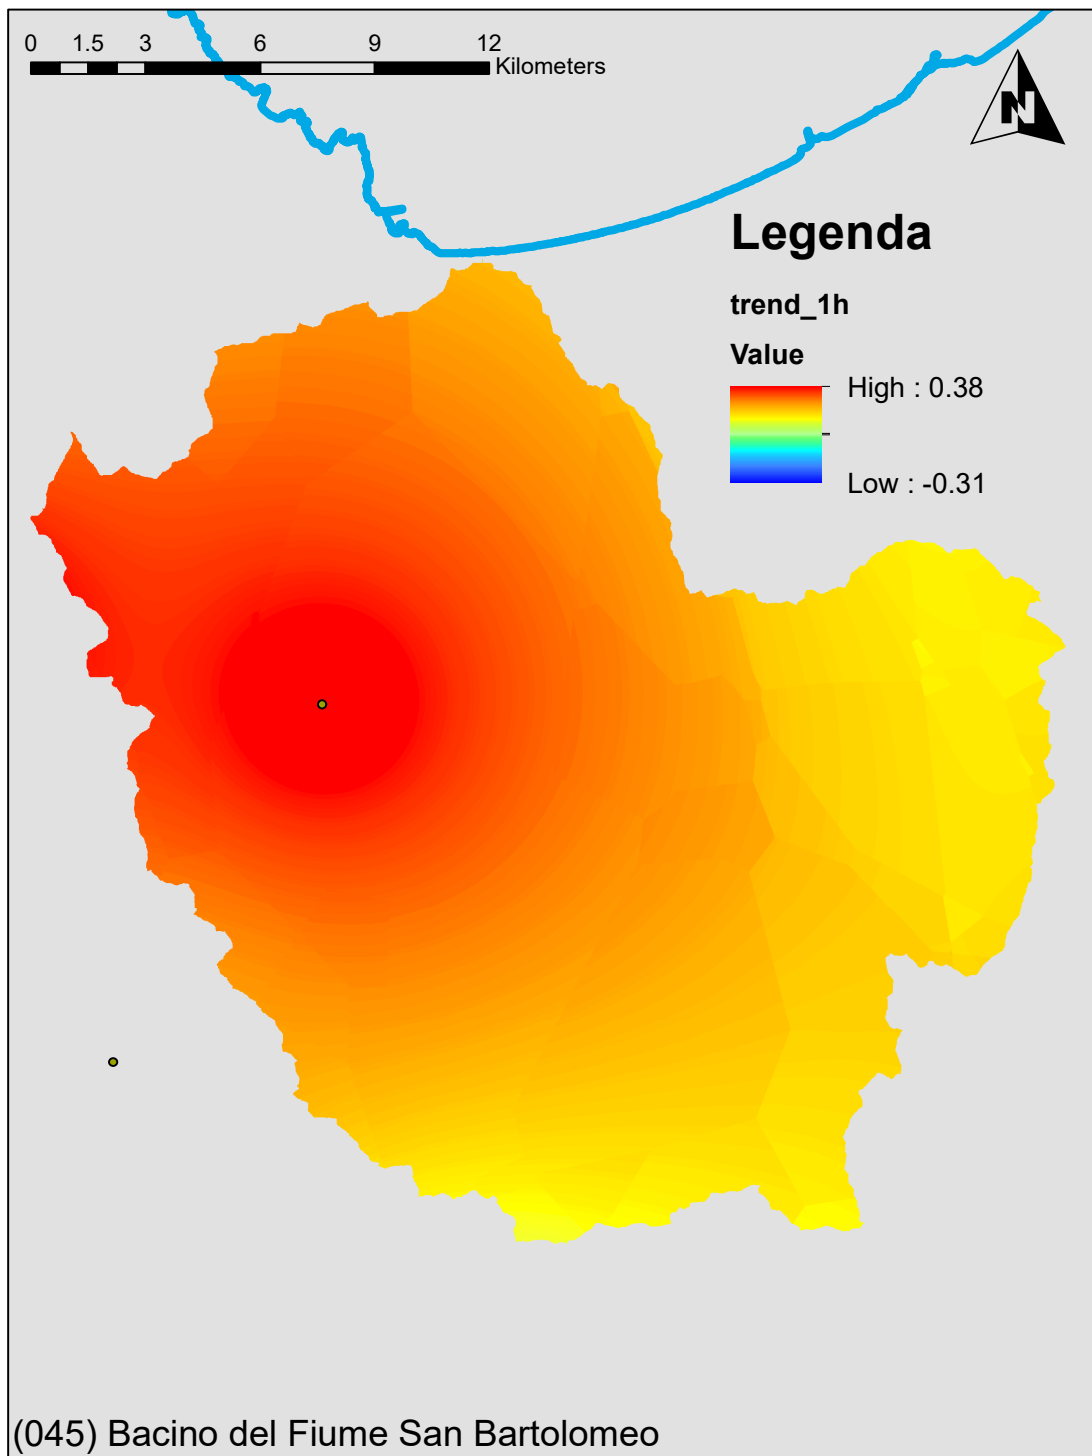 0 1.5 3 6 9 12
Kilometers
N
Legenda
trend_1h
Value
High : 0.38
Low : -0.31
(045) Bacino del Fiume San Bartolomeo